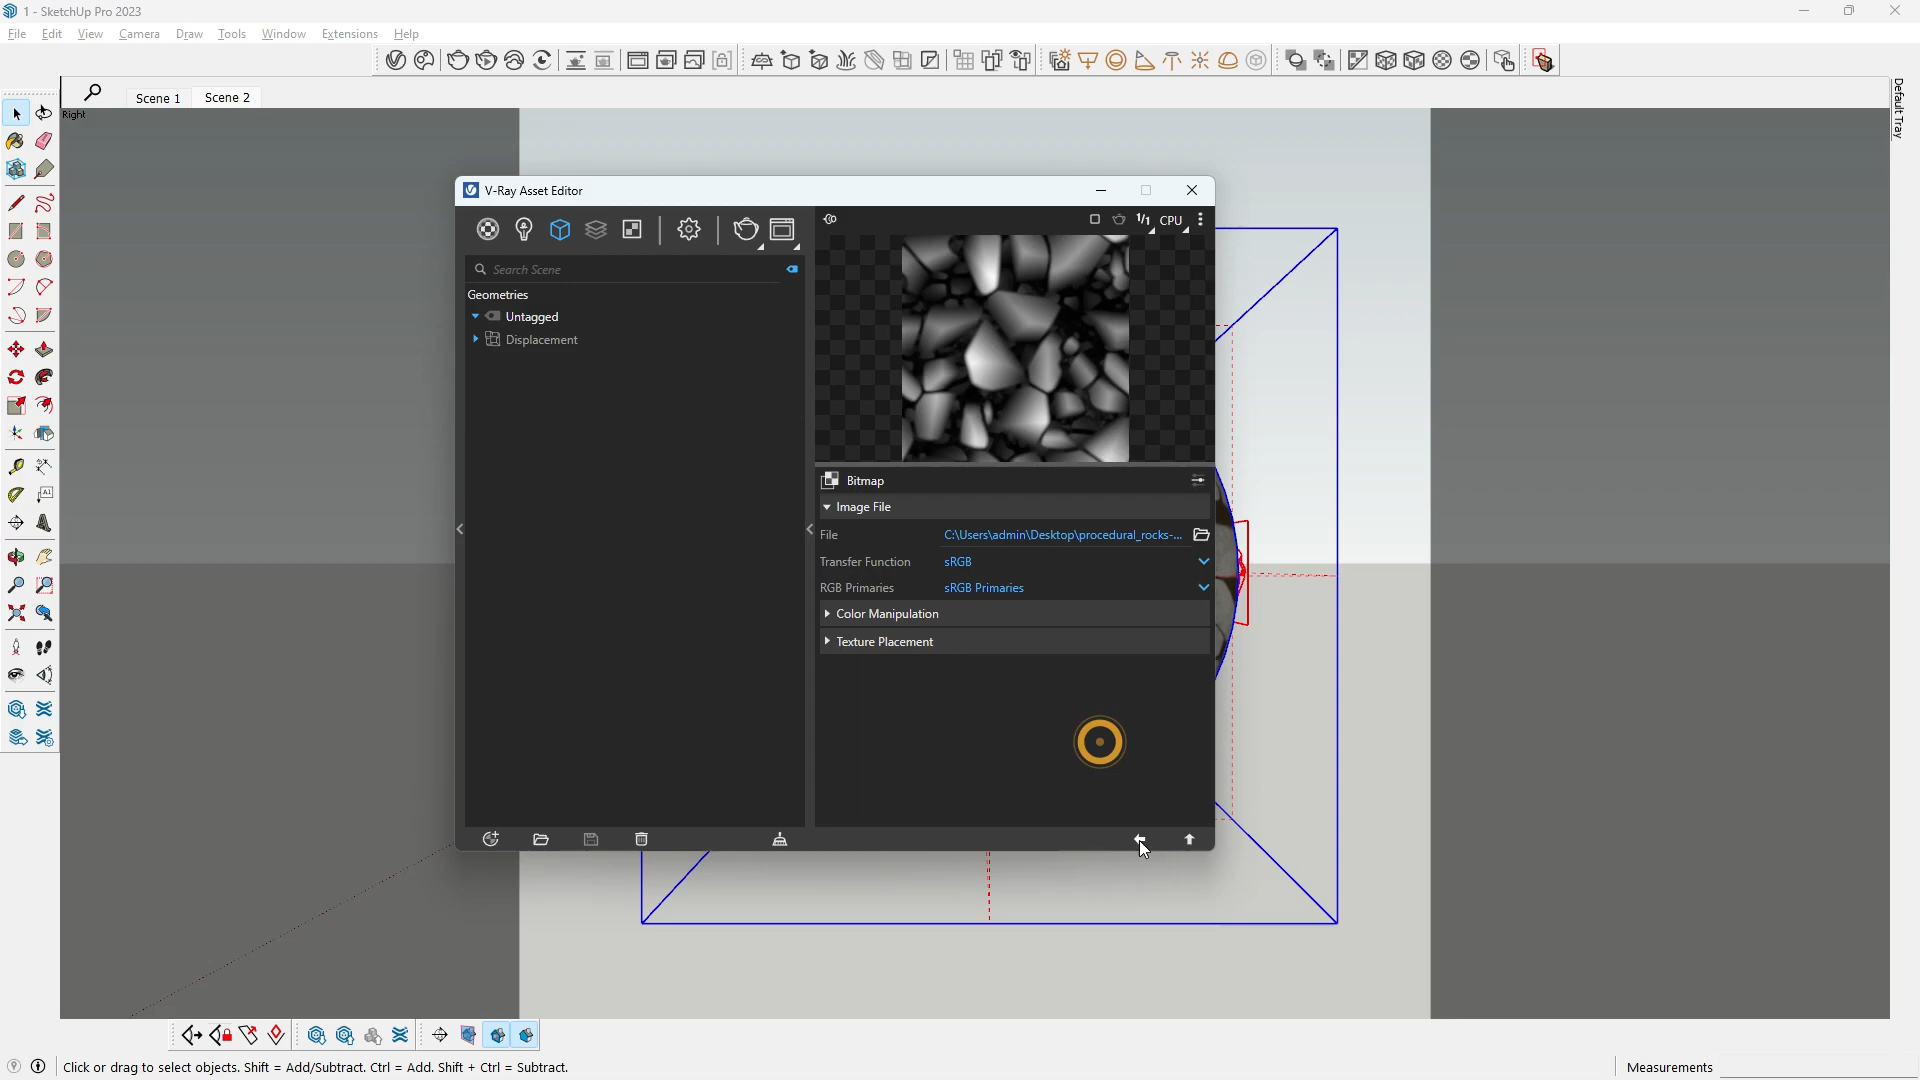 1 - SketchUp Pro 2023
File Edit View Camera Draw Tools Window Extensions Help
Scene 1 Scene 2
Default Tray
Right
V-Ray Asset Editor
1/1 CPU
Search Scene
Geometries
Untagged
Displacement
Bitmap
Image File
File C:\Users\admin\Desktop\procedural_rocks-...
Transfer Function sRGB
RGB Primaries sRGB Primaries
Color Manipulation
Texture Placement
Click or drag to select objects. Shift = Add/Subtract. Ctrl = Add. Shift + Ctrl = Subtract.
Measurements